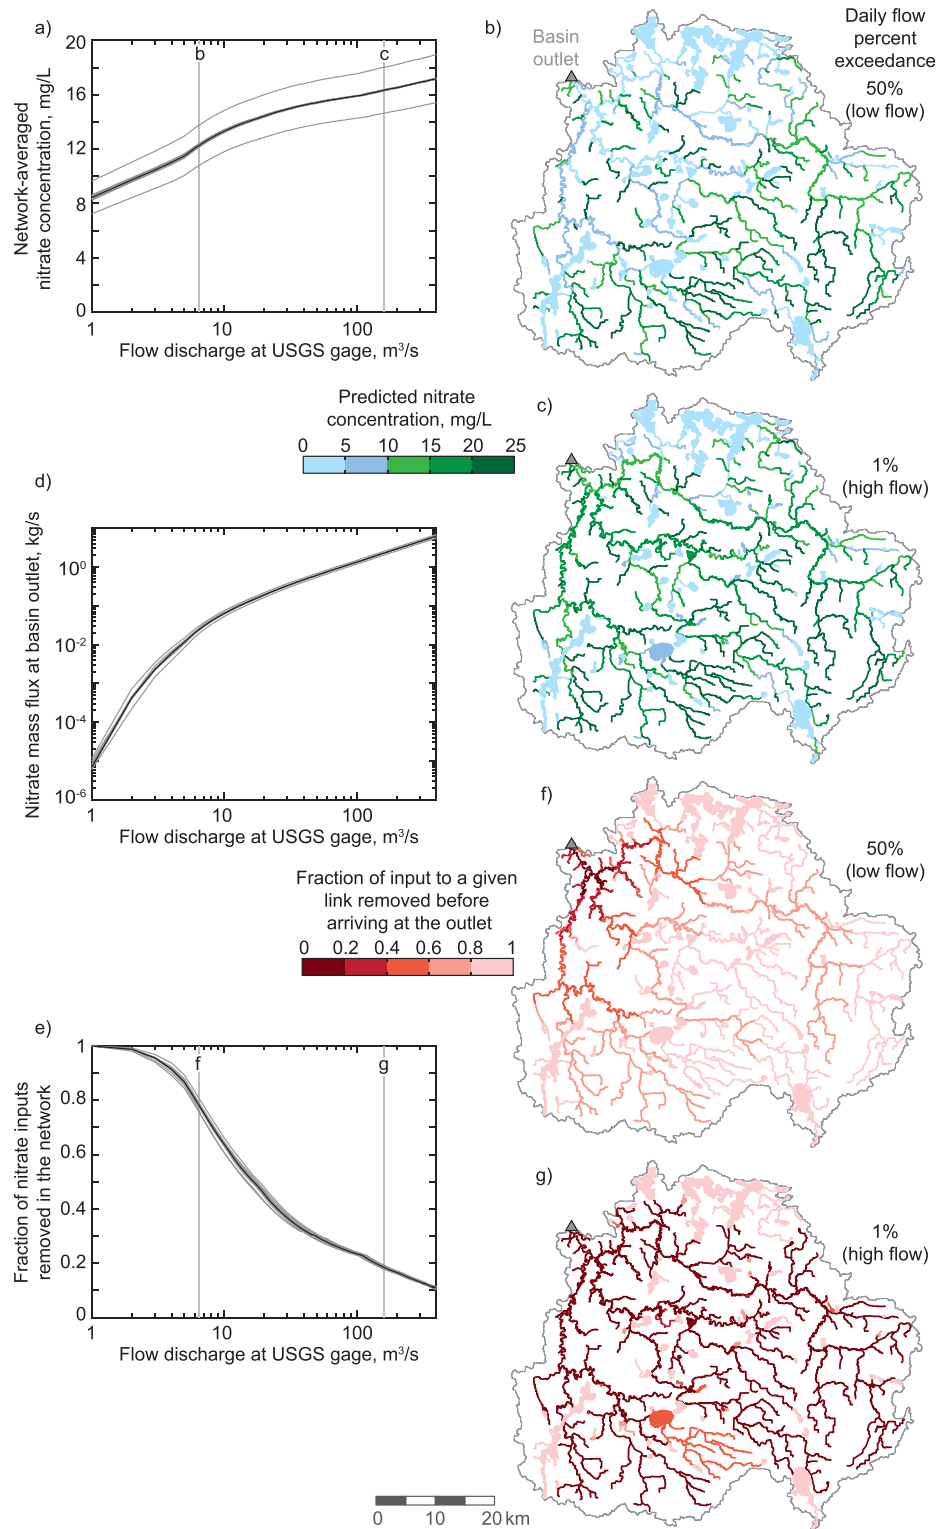 a)
20
16
12
8
4
0
Network-averaged
nitrate concentration, mg/L
b
c
1
10
100
Flow discharge at USGS gage, m³/s
b)
Basin
outlet
Daily flow
percent
exceedance
50%
(low flow)
Predicted nitrate
concentration, mg/L
0 5 10 15 20 25
c)
1%
(high flow)
d)
Nitrate mass flux at basin outlet, kg/s
10⁰
10⁻²
10⁻⁴
10⁻⁶
1
10
100
Flow discharge at USGS gage, m³/s
Fraction of input to a given
link removed before
arriving at the outlet
0 0.2 0.4 0.6 0.8 1
f)
50%
(low flow)
e)
1
0.8
0.6
0.4
0.2
0
Fraction of nitrate inputs
removed in the network
f
g
1
10
100
Flow discharge at USGS gage, m³/s
g)
1%
(high flow)
0 10 20 km